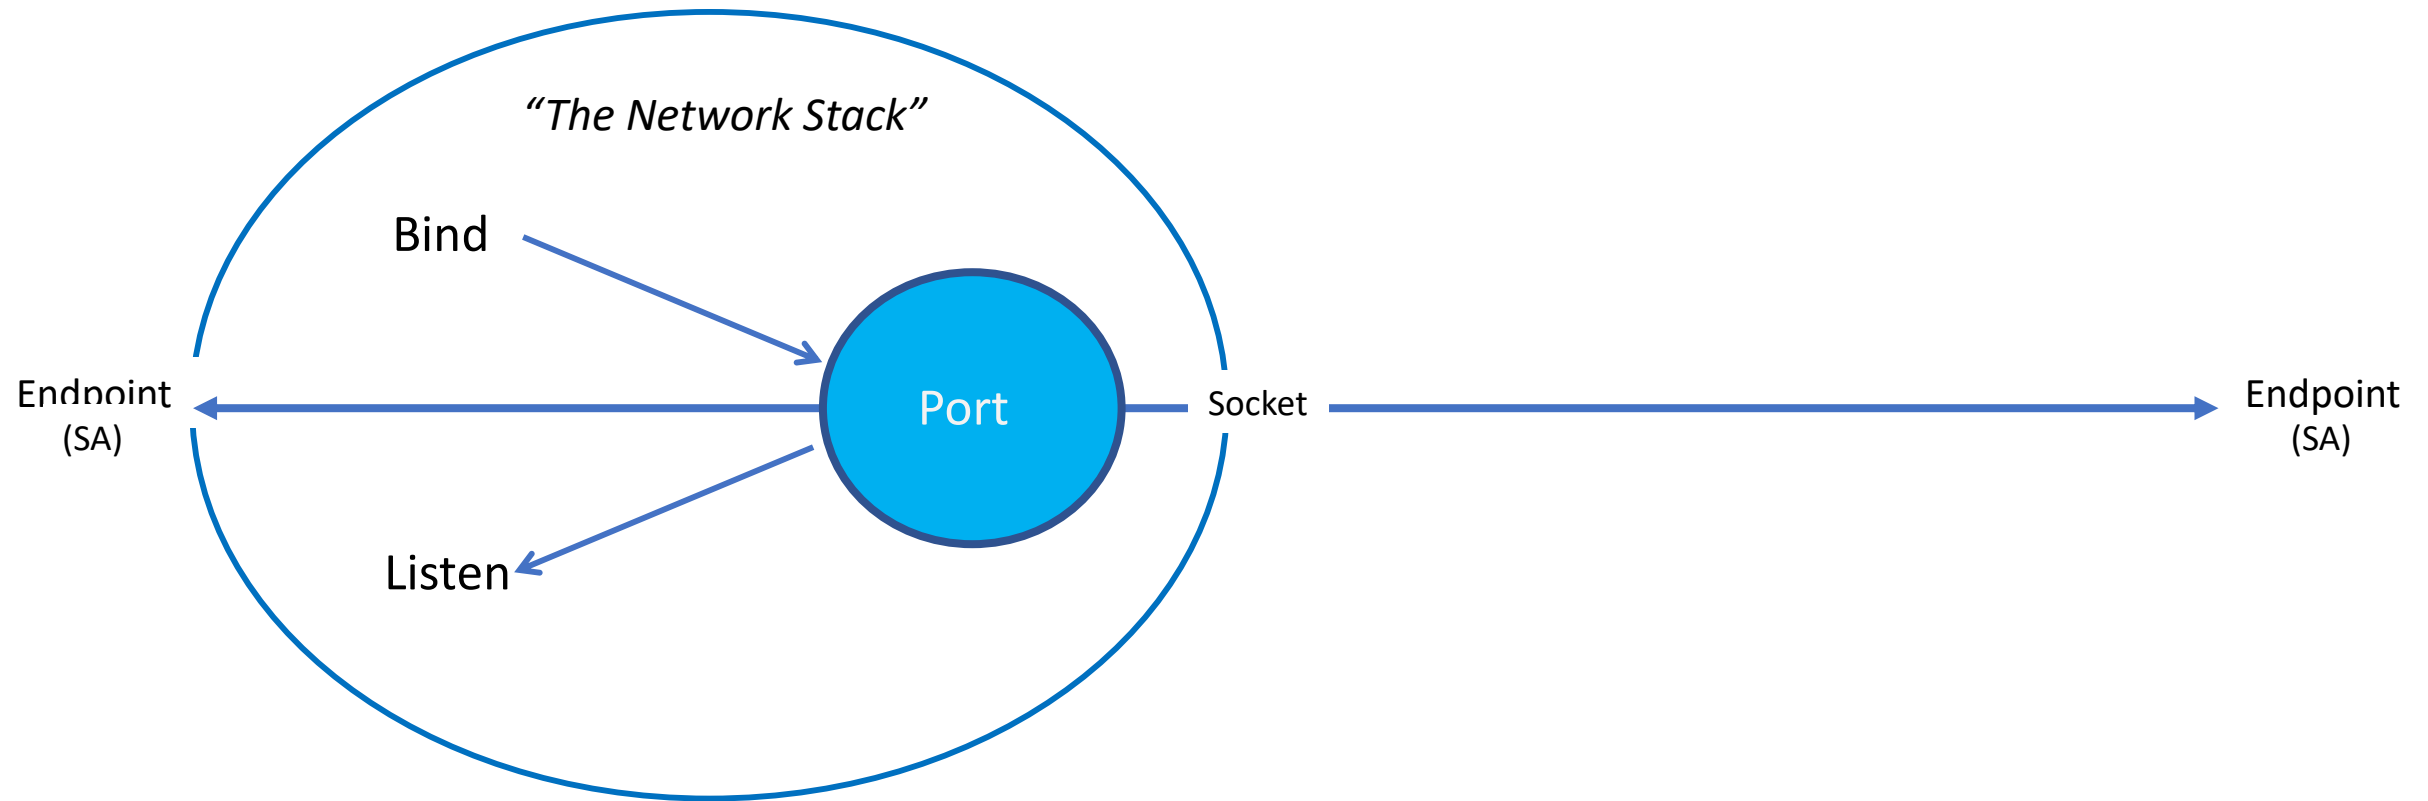 “The Network Stack”
Bind
Endpoint
(SA)
Port
Socket
Endpoint
(SA)
Listen